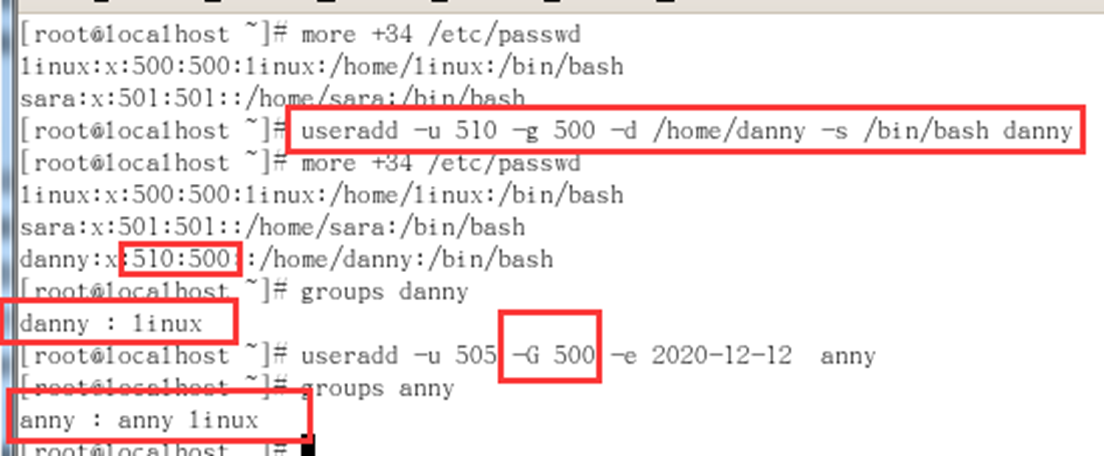 [root@localhost ~]# more +34 /etc/passwd
linux:x:500:500:linux:/home/linux:/bin/bash
sara:x:501:501::/home/sara:/bin/bash
[root@localhost ~]# useradd -u 510 -g 500 -d /home/danny -s /bin/bash danny
[root@localhost ~]# more +34 /etc/passwd
linux:x:500:500:linux:/home/linux:/bin/bash
sara:x:501:501::/home/sara:/bin/bash
danny:x:510:500::/home/danny:/bin/bash
[root@localhost ~]# groups danny
danny : linux
[root@localhost ~]# useradd -u 505 -G 500 -e 2020-12-12  anny
[root@localhost ~]# groups anny
anny : anny linux
[root@localhost ~]#